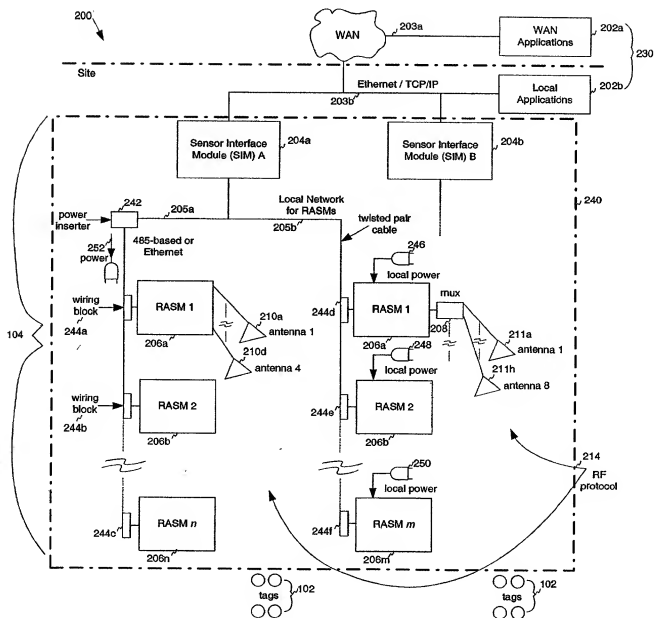 200
WAN
203a
WAN
Applications
202a
230
Site
Ethernet / TCP/IP
203b
Local
Applications
202b
Sensor Interface
Module (SIM) A
204a
Sensor Interface
Module (SIM) B
204b
240
242
power
inserter
205a
Local Network
for RASMs
205b
twisted pair
cable
252
power
485-based or
Ethernet
246
local power
mux
wiring
block
244a
RASM 1
206a
210a
antenna 1
210d
antenna 4
244d
RASM 1
206a
208
211a
antenna 1
211h
antenna 8
104
248
local power
wiring
block
244b
RASM 2
206b
244e
RASM 2
206b
214
RF
protocol
250
local power
244c
RASM n
206n
244f
RASM m
206m
102
tags
102
tags